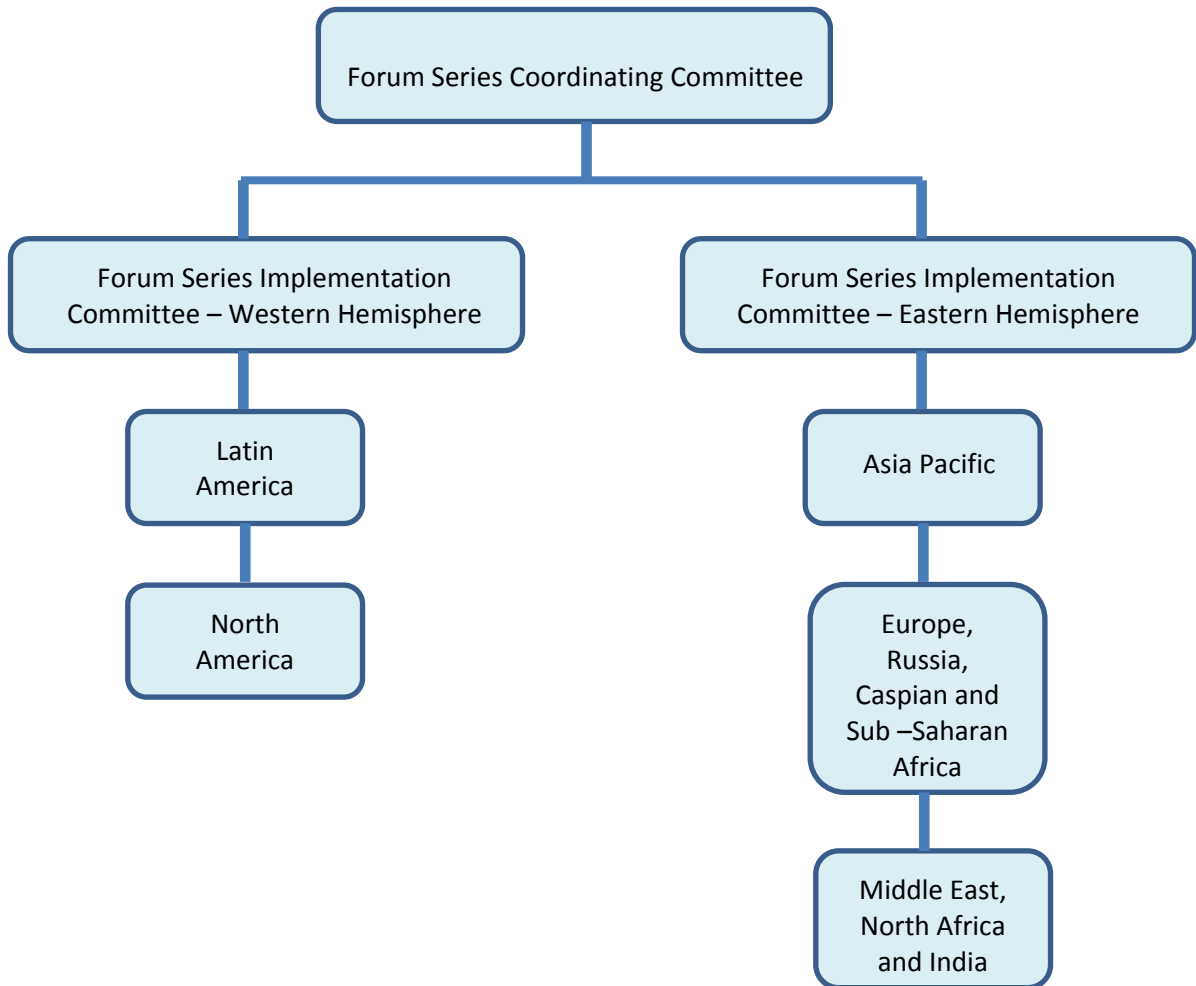 Forum Series Coordinating Committee
Forum Series Implementation
Committee – Western Hemisphere
Forum Series Implementation
Committee – Eastern Hemisphere
Latin
America
Asia Pacific
North
America
Europe,
Russia,
Caspian and
Sub –Saharan
Africa
Middle East,
North Africa
and India